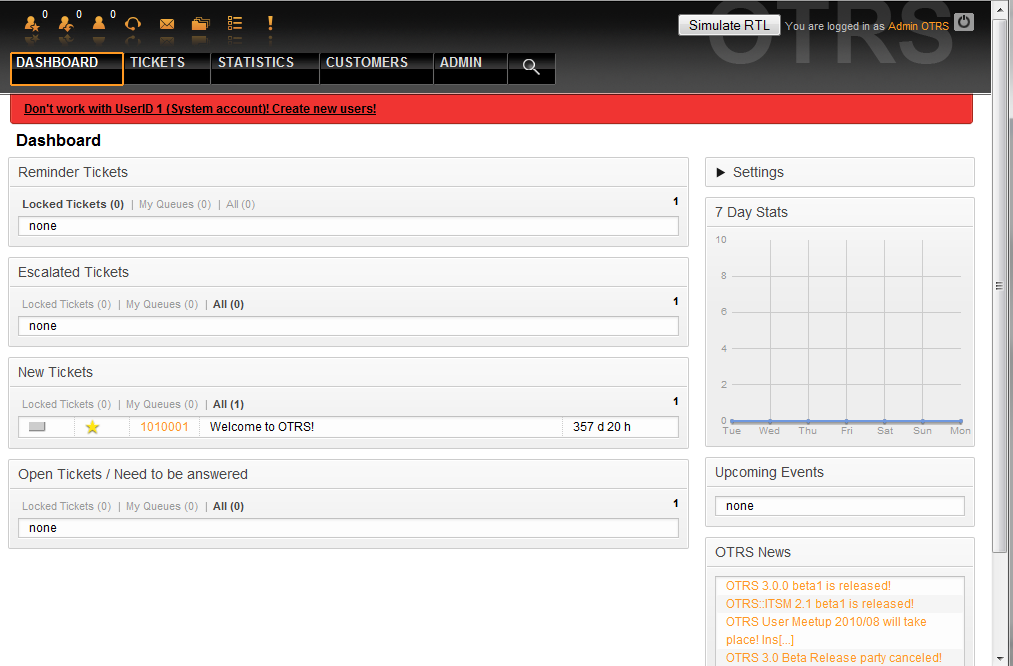 0 0 0
OTRS
Simulate RTL You are logged in as Admin OTRS
DASHBOARD TICKETS STATISTICS CUSTOMERS ADMIN
Don't work with UserID 1 (System account)! Create new users!
Dashboard
Reminder Tickets
Locked Tickets (0) | My Queues (0) | All (0) 1
none
Escalated Tickets
Locked Tickets (0) | My Queues (0) | All (0) 1
none
New Tickets
Locked Tickets (0) | My Queues (0) | All (1) 1
1010001 Welcome to OTRS! 357 d 20 h
Open Tickets / Need to be answered
Locked Tickets (0) | My Queues (0) | All (0) 1
none
Settings
7 Day Stats
10
8
6
4
2
0
Tue Wed Thu Fri Sat Sun Mon
Upcoming Events
none
OTRS News
OTRS 3.0.0 beta1 is released!
OTRS::ITSM 2.1 beta1 is released!
OTRS User Meetup 2010/08 will take
place! Ins[...]
OTRS 3.0 Beta Release party canceled!